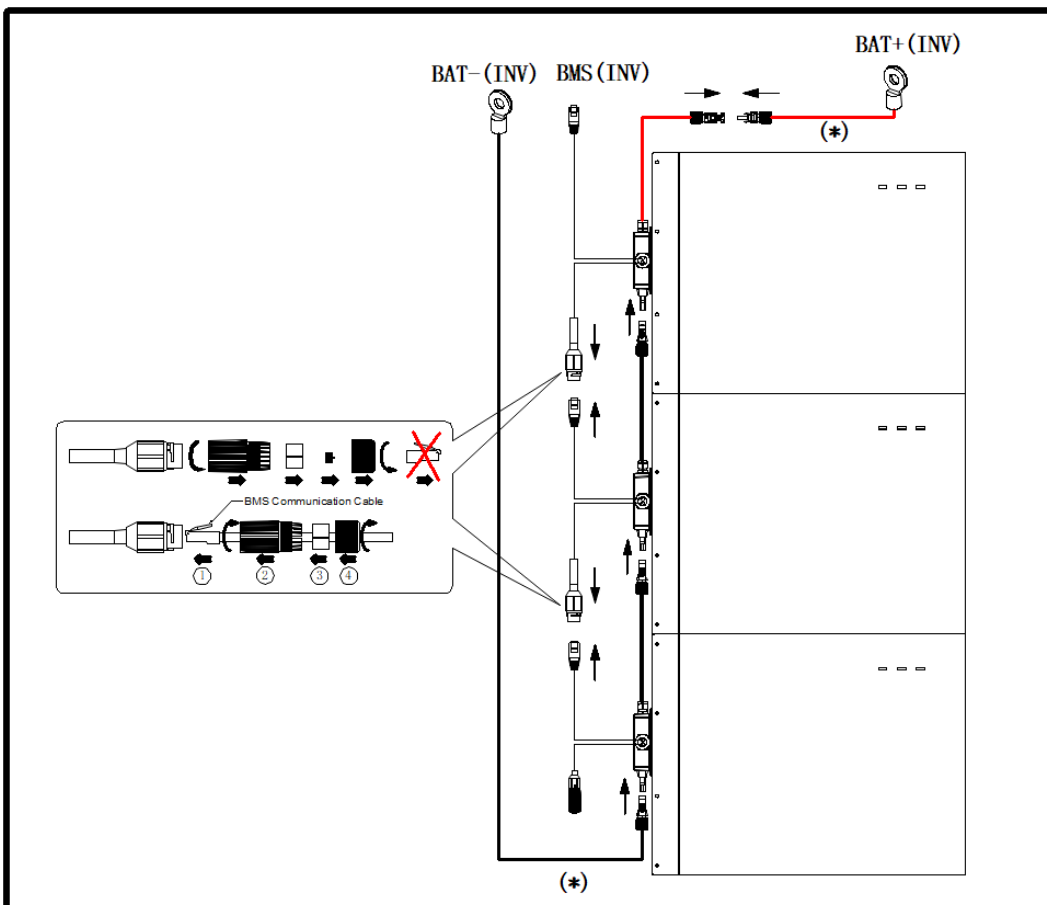 BAT+(INV)
BAT-(INV)
BMS(INV)
(*)
BMS Communication Cable
1
2
3
4
(*)